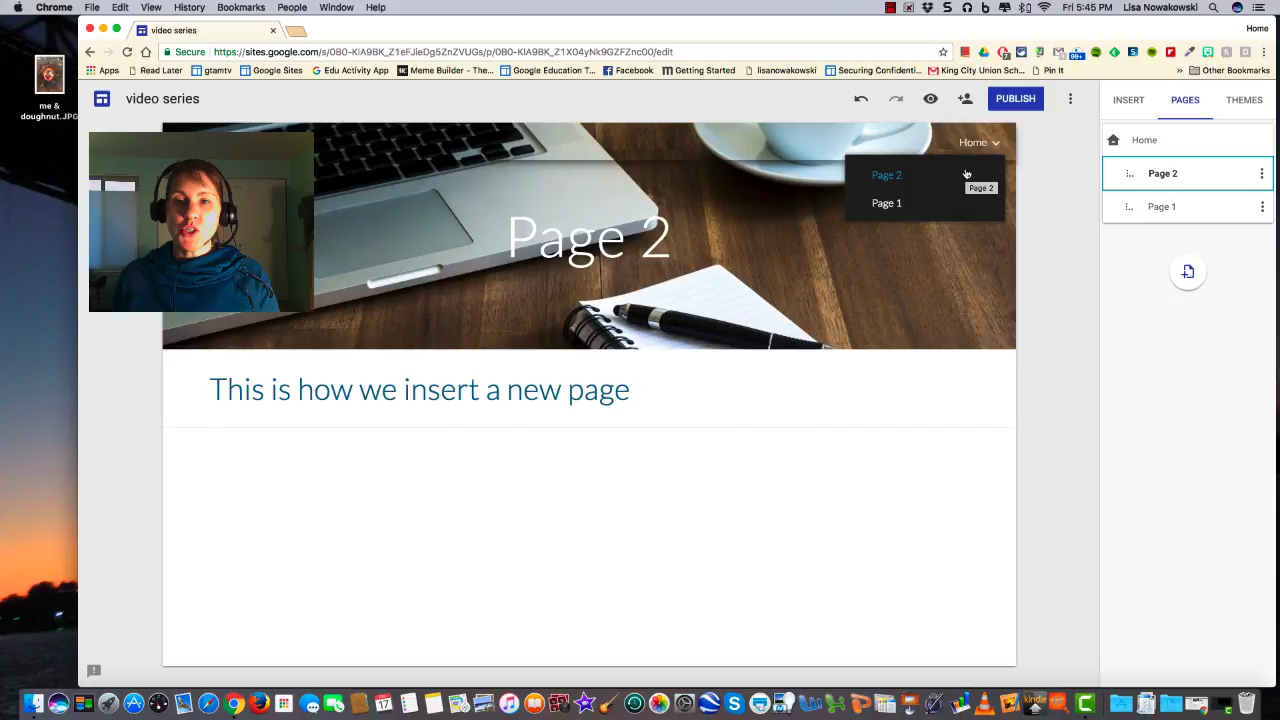 Chrome File Edit View History Bookmarks People Window Help
Fri 5:45 PM Lisa Nowakowski
video series
Home
Secure https://sites.google.com/s/0B0-KlA9BK_Z1eFJieDg5ZnZVUGs/p/0B0-KlA9BK_Z1X04yNk9GZFZnc00/edit
99+
Apps Read Later gtamtv Google Sites Edu Activity App Meme Builder - The... Google Education T... Facebook Getting Started lisanowakowski Securing Confidenti... King City Union Sch... Pin It » Other Bookmarks
me &
doughnut.JPG
video series
PUBLISH
INSERT PAGES THEMES
Home
Page 2
Page 2
Page 1
Page 2
Home
Page 2
Page 1
This is how we insert a new page
17
kindle